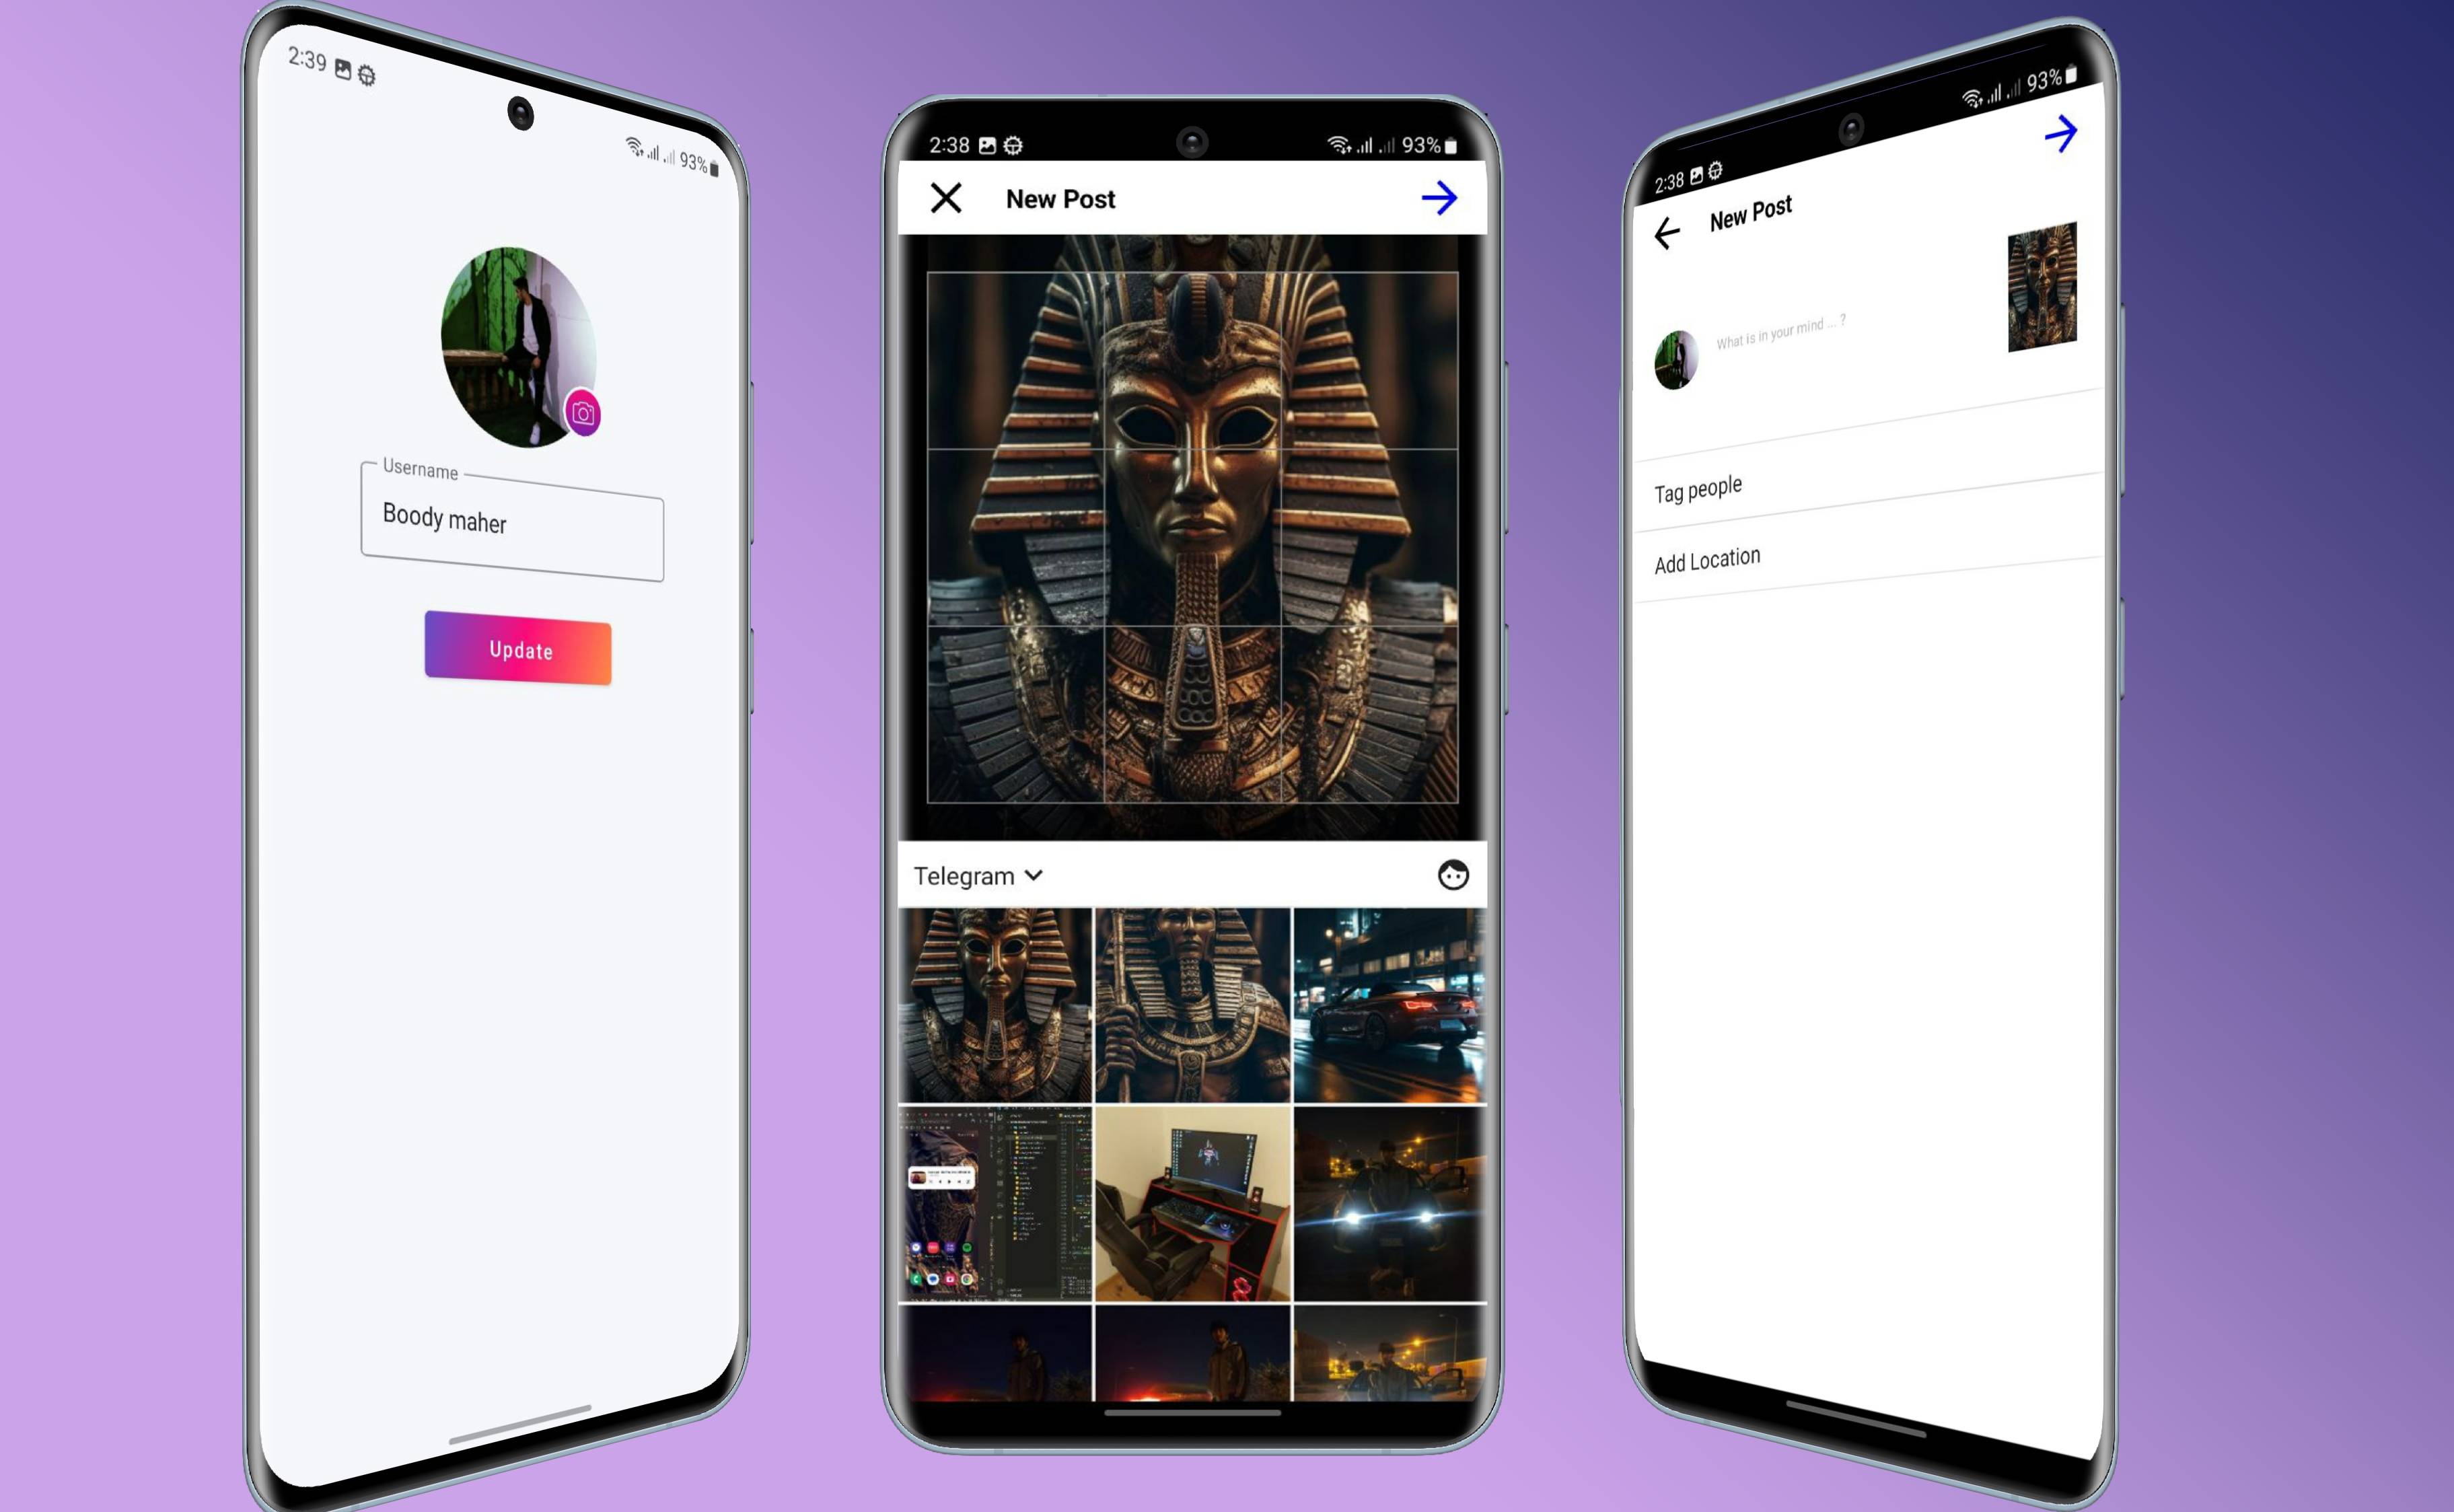 2:39
93%
Username
Boody maher
Update
2:38
93%
New Post
Telegram
2:38
93%
New Post
What is in your mind ... ?
Tag people
Add Location